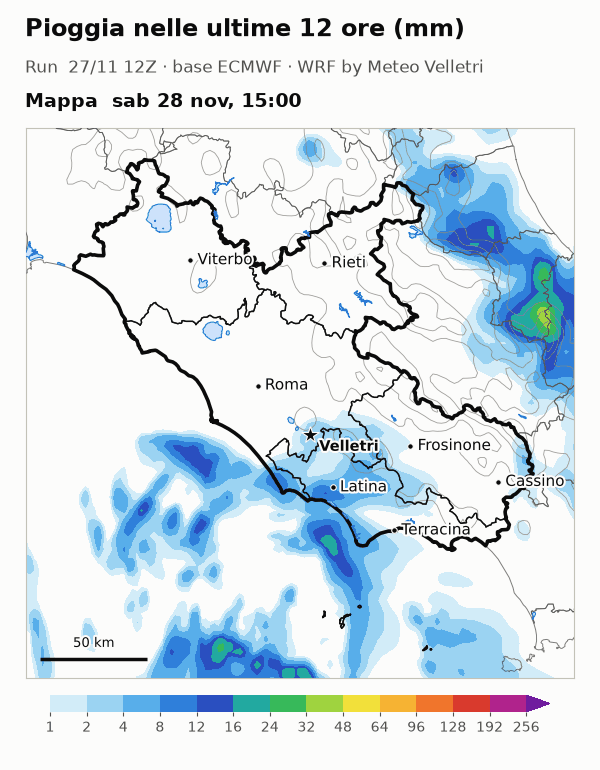 Pioggia nelle ultime 12 ore (mm)
Run  27/11 12Z · base ECMWF · WRF by Meteo Velletri
Mappa  sab 28 nov, 15:00
Viterbo
Rieti
Roma
Velletri
Frosinone
Latina
Cassino
Terracina
50 km
1 2 4 8 12 16 24 32 48 64 96 128 192 256